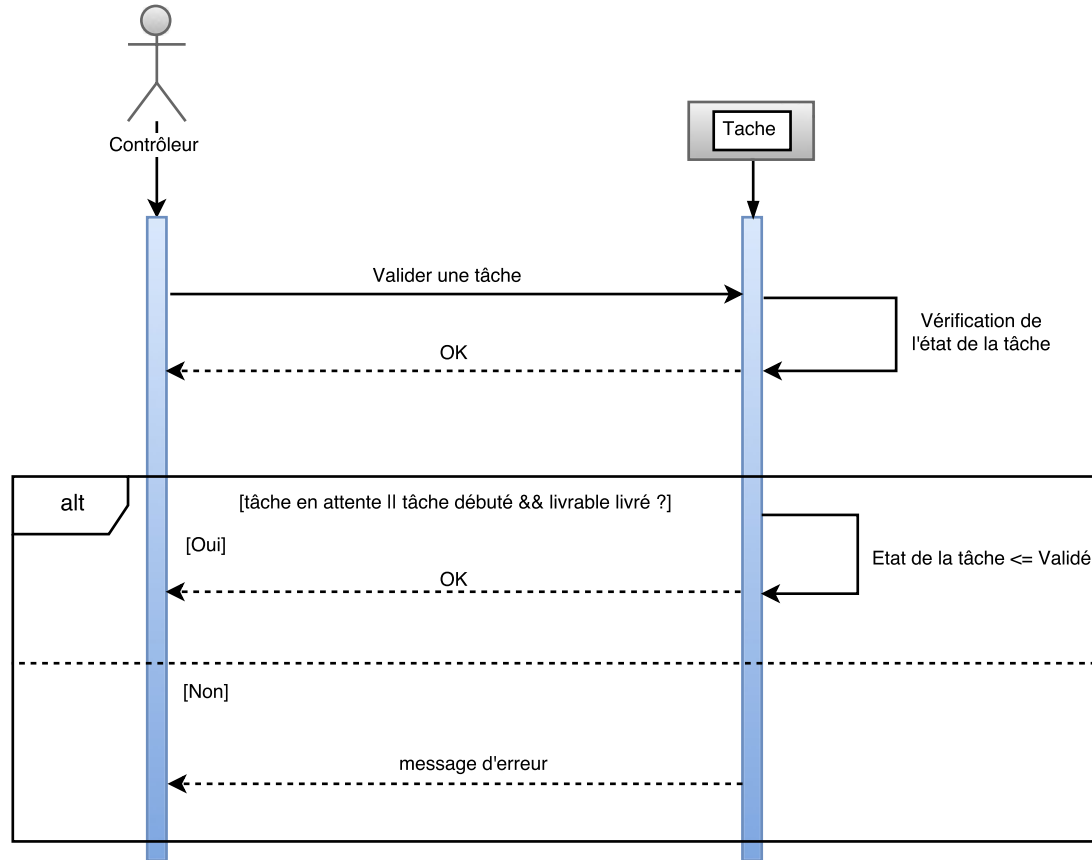 Contrôleur
Tache
Valider une tâche
Vérification de
l'état de la tâche
OK
alt
[tâche en attente || tâche débuté && livrable livré ?]
[Oui]
Etat de la tâche <= Validé
OK
[Non]
message d'erreur